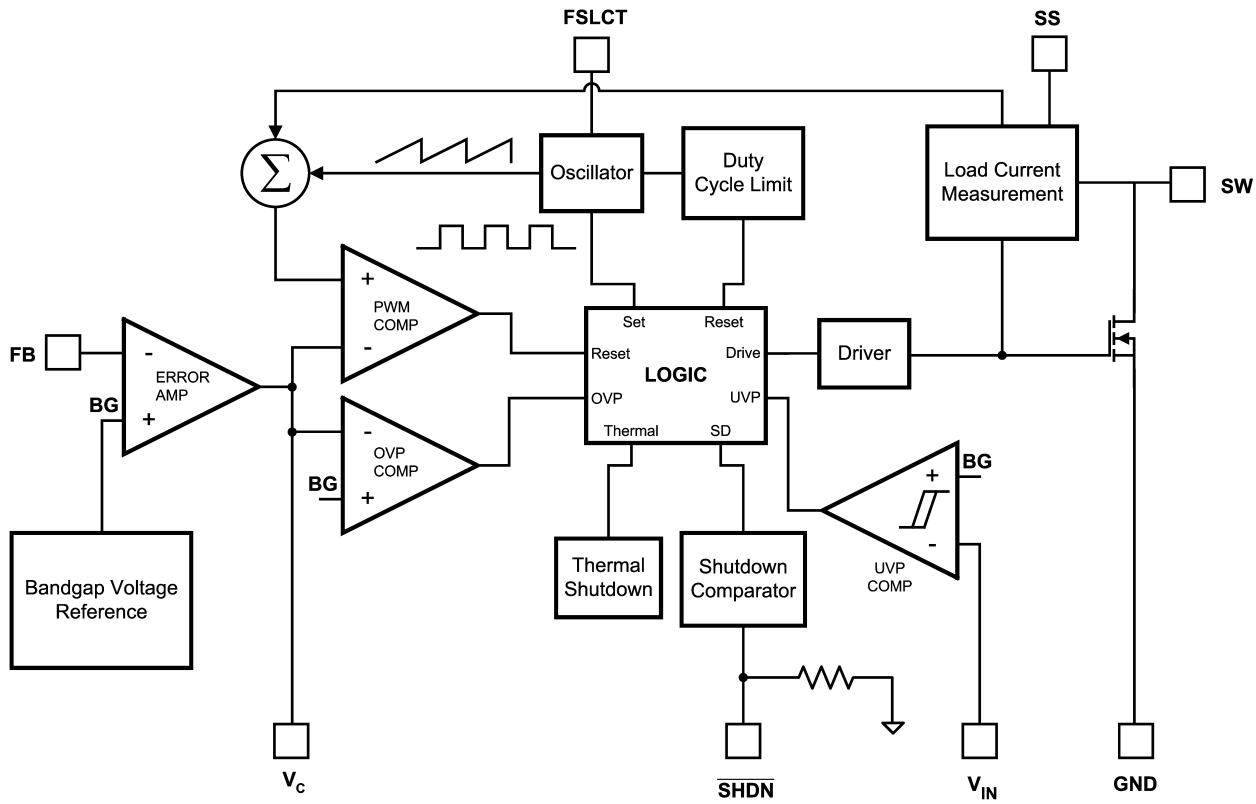 FSLCT
SS
Σ
Oscillator
Duty
Cycle Limit
Load Current
Measurement
SW
+
PWM
COMP
-
Set
Reset
Reset
Drive
LOGIC
OVP
UVP
Thermal
SD
Driver
FB
-
ERROR
AMP
BG
+
-
OVP
COMP
BG
+
+
BG
-
UVP
COMP
Bandgap Voltage
Reference
Thermal
Shutdown
Shutdown
Comparator
VC
SHDN
VIN
GND